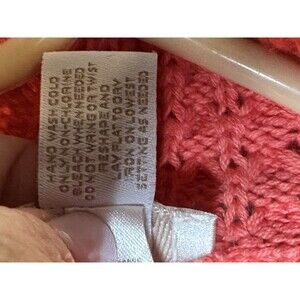 HAND WASH COLD
ONLY NON-CHLORINE
BLEACH WHEN NEEDED
DO NOT WRING OR TWIST
RESHAPE AND
LAY FLAT TO DRY
IRON ON LOWEST
SETTING AS NEEDED